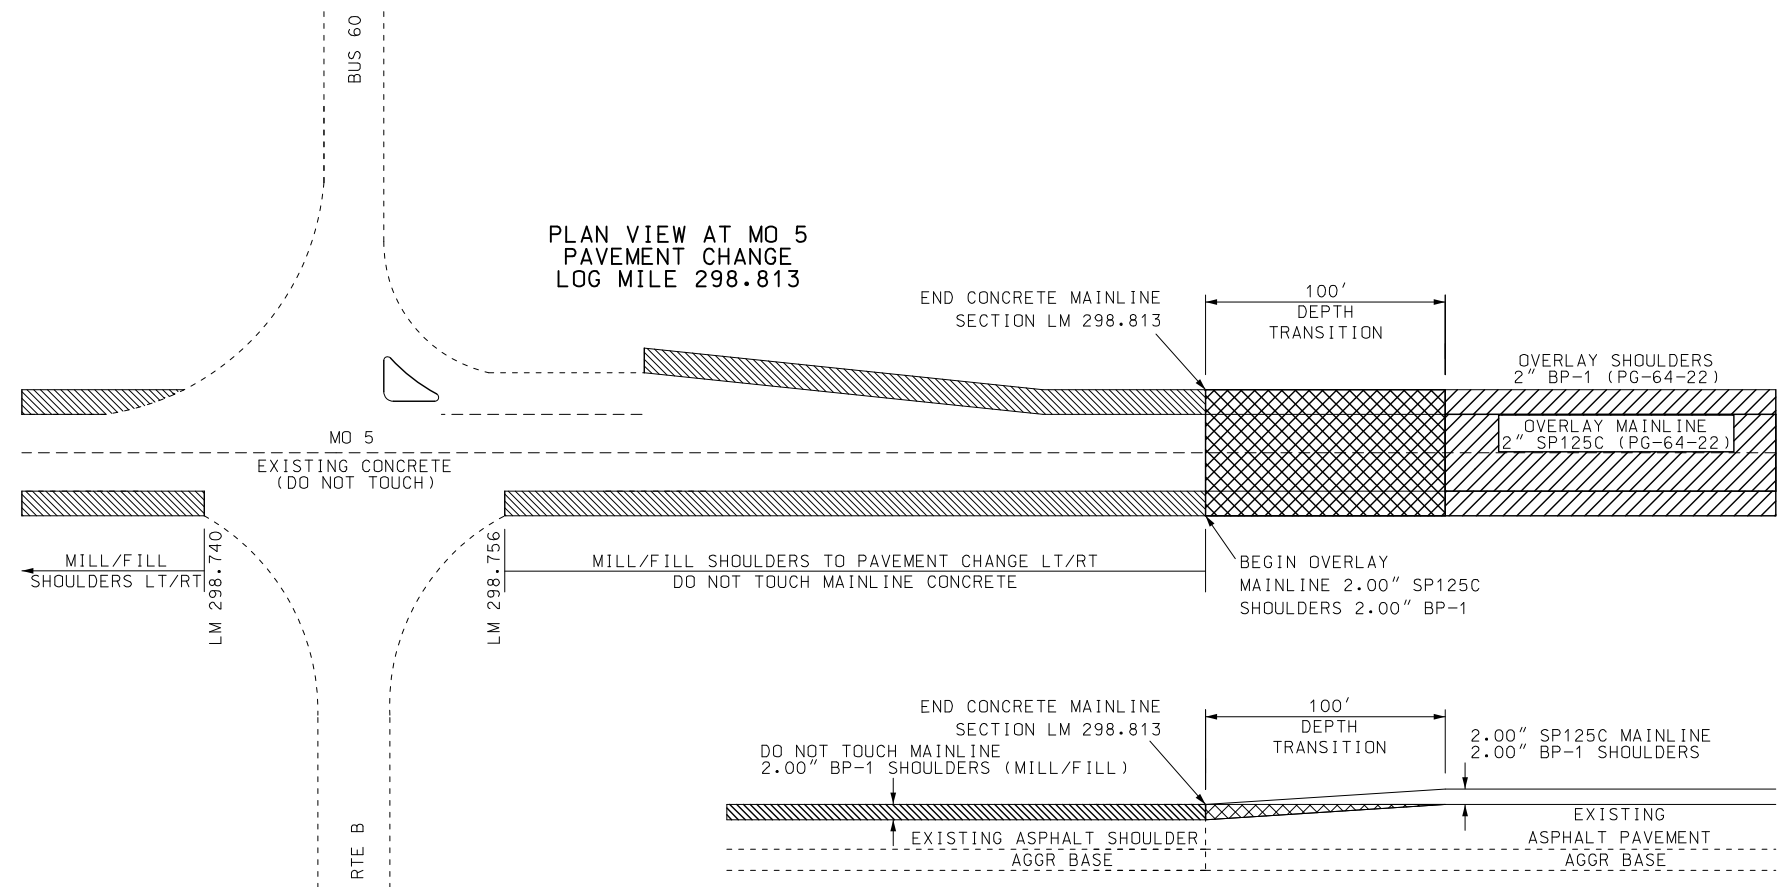 BUS 60
PLAN VIEW AT MO 5
PAVEMENT CHANGE
LOG MILE 298.813
END CONCRETE MAINLINE
SECTION LM 298.813
100'
DEPTH
TRANSITION
OVERLAY SHOULDERS
2" BP-1 (PG-64-22)
OVERLAY MAINLINE
2" SP125C (PG-64-22)
MO 5
EXISTING CONCRETE
(DO NOT TOUCH)
MILL/FILL
SHOULDERS LT/RT
LM 298.740
LM 298.756
MILL/FILL SHOULDERS TO PAVEMENT CHANGE LT/RT
DO NOT TOUCH MAINLINE CONCRETE
BEGIN OVERLAY
MAINLINE 2.00" SP125C
SHOULDERS 2.00" BP-1
RTE B
END CONCRETE MAINLINE
SECTION LM 298.813
100'
DEPTH
TRANSITION
DO NOT TOUCH MAINLINE
2.00" BP-1 SHOULDERS (MILL/FILL)
2.00" SP125C MAINLINE
2.00" BP-1 SHOULDERS
EXISTING ASPHALT SHOULDER
AGGR BASE
EXISTING
ASPHALT PAVEMENT
AGGR BASE